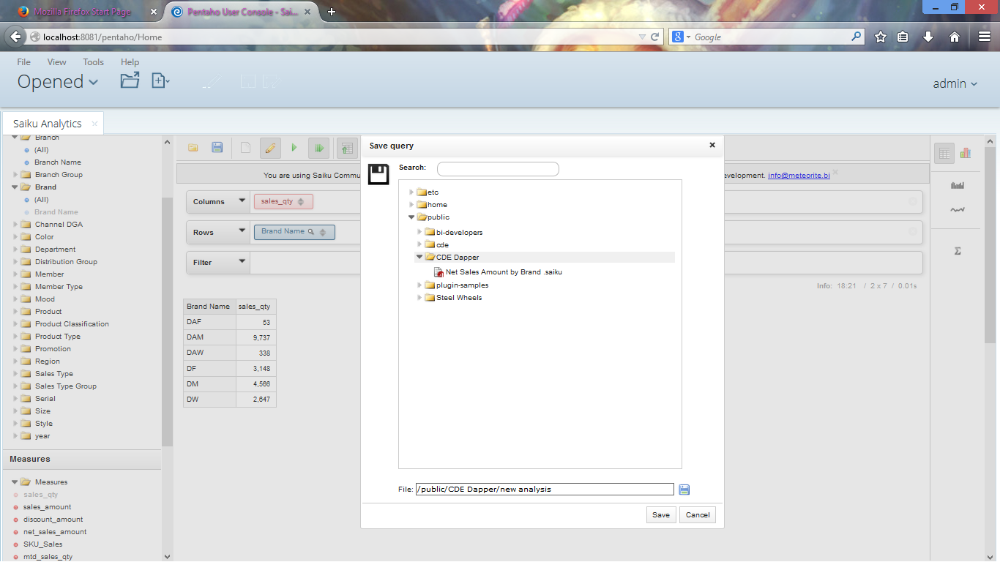 Mozilla Firefox Start Page
Pentaho User Console - Sai...
localhost:8081/pentaho/Home
Google
File View Tools Help
Opened
admin
Saiku Analytics
Branch
(All)
Branch Name
Branch Group
Brand
(All)
Brand Name
Channel DGA
Color
Department
Distribution Group
Member
Member Type
Mood
Product
Product Classification
Product Type
Promotion
Region
Sales Type
Sales Type Group
Serial
Size
Style
year
Measures
Measures
sales_qty
sales_amount
discount_amount
net_sales_amount
SKU_Sales
mtd_sales_qty
You are using Saiku Commu
evelopment. info@meteorite.bi
Columns sales_qty
Rows Brand Name
Filter
Info: 18:21 / 2 x 7 / 0.01s
Brand Name sales_qty
DAF 53
DAM 9,737
DAW 338
DF 3,148
DM 4,566
DW 2,647
Save query
Search:
etc
home
public
bi-developers
cde
CDE Dapper
Net Sales Amount by Brand .saiku
plugin-samples
Steel Wheels
File: /public/CDE Dapper/new analysis
Save Cancel